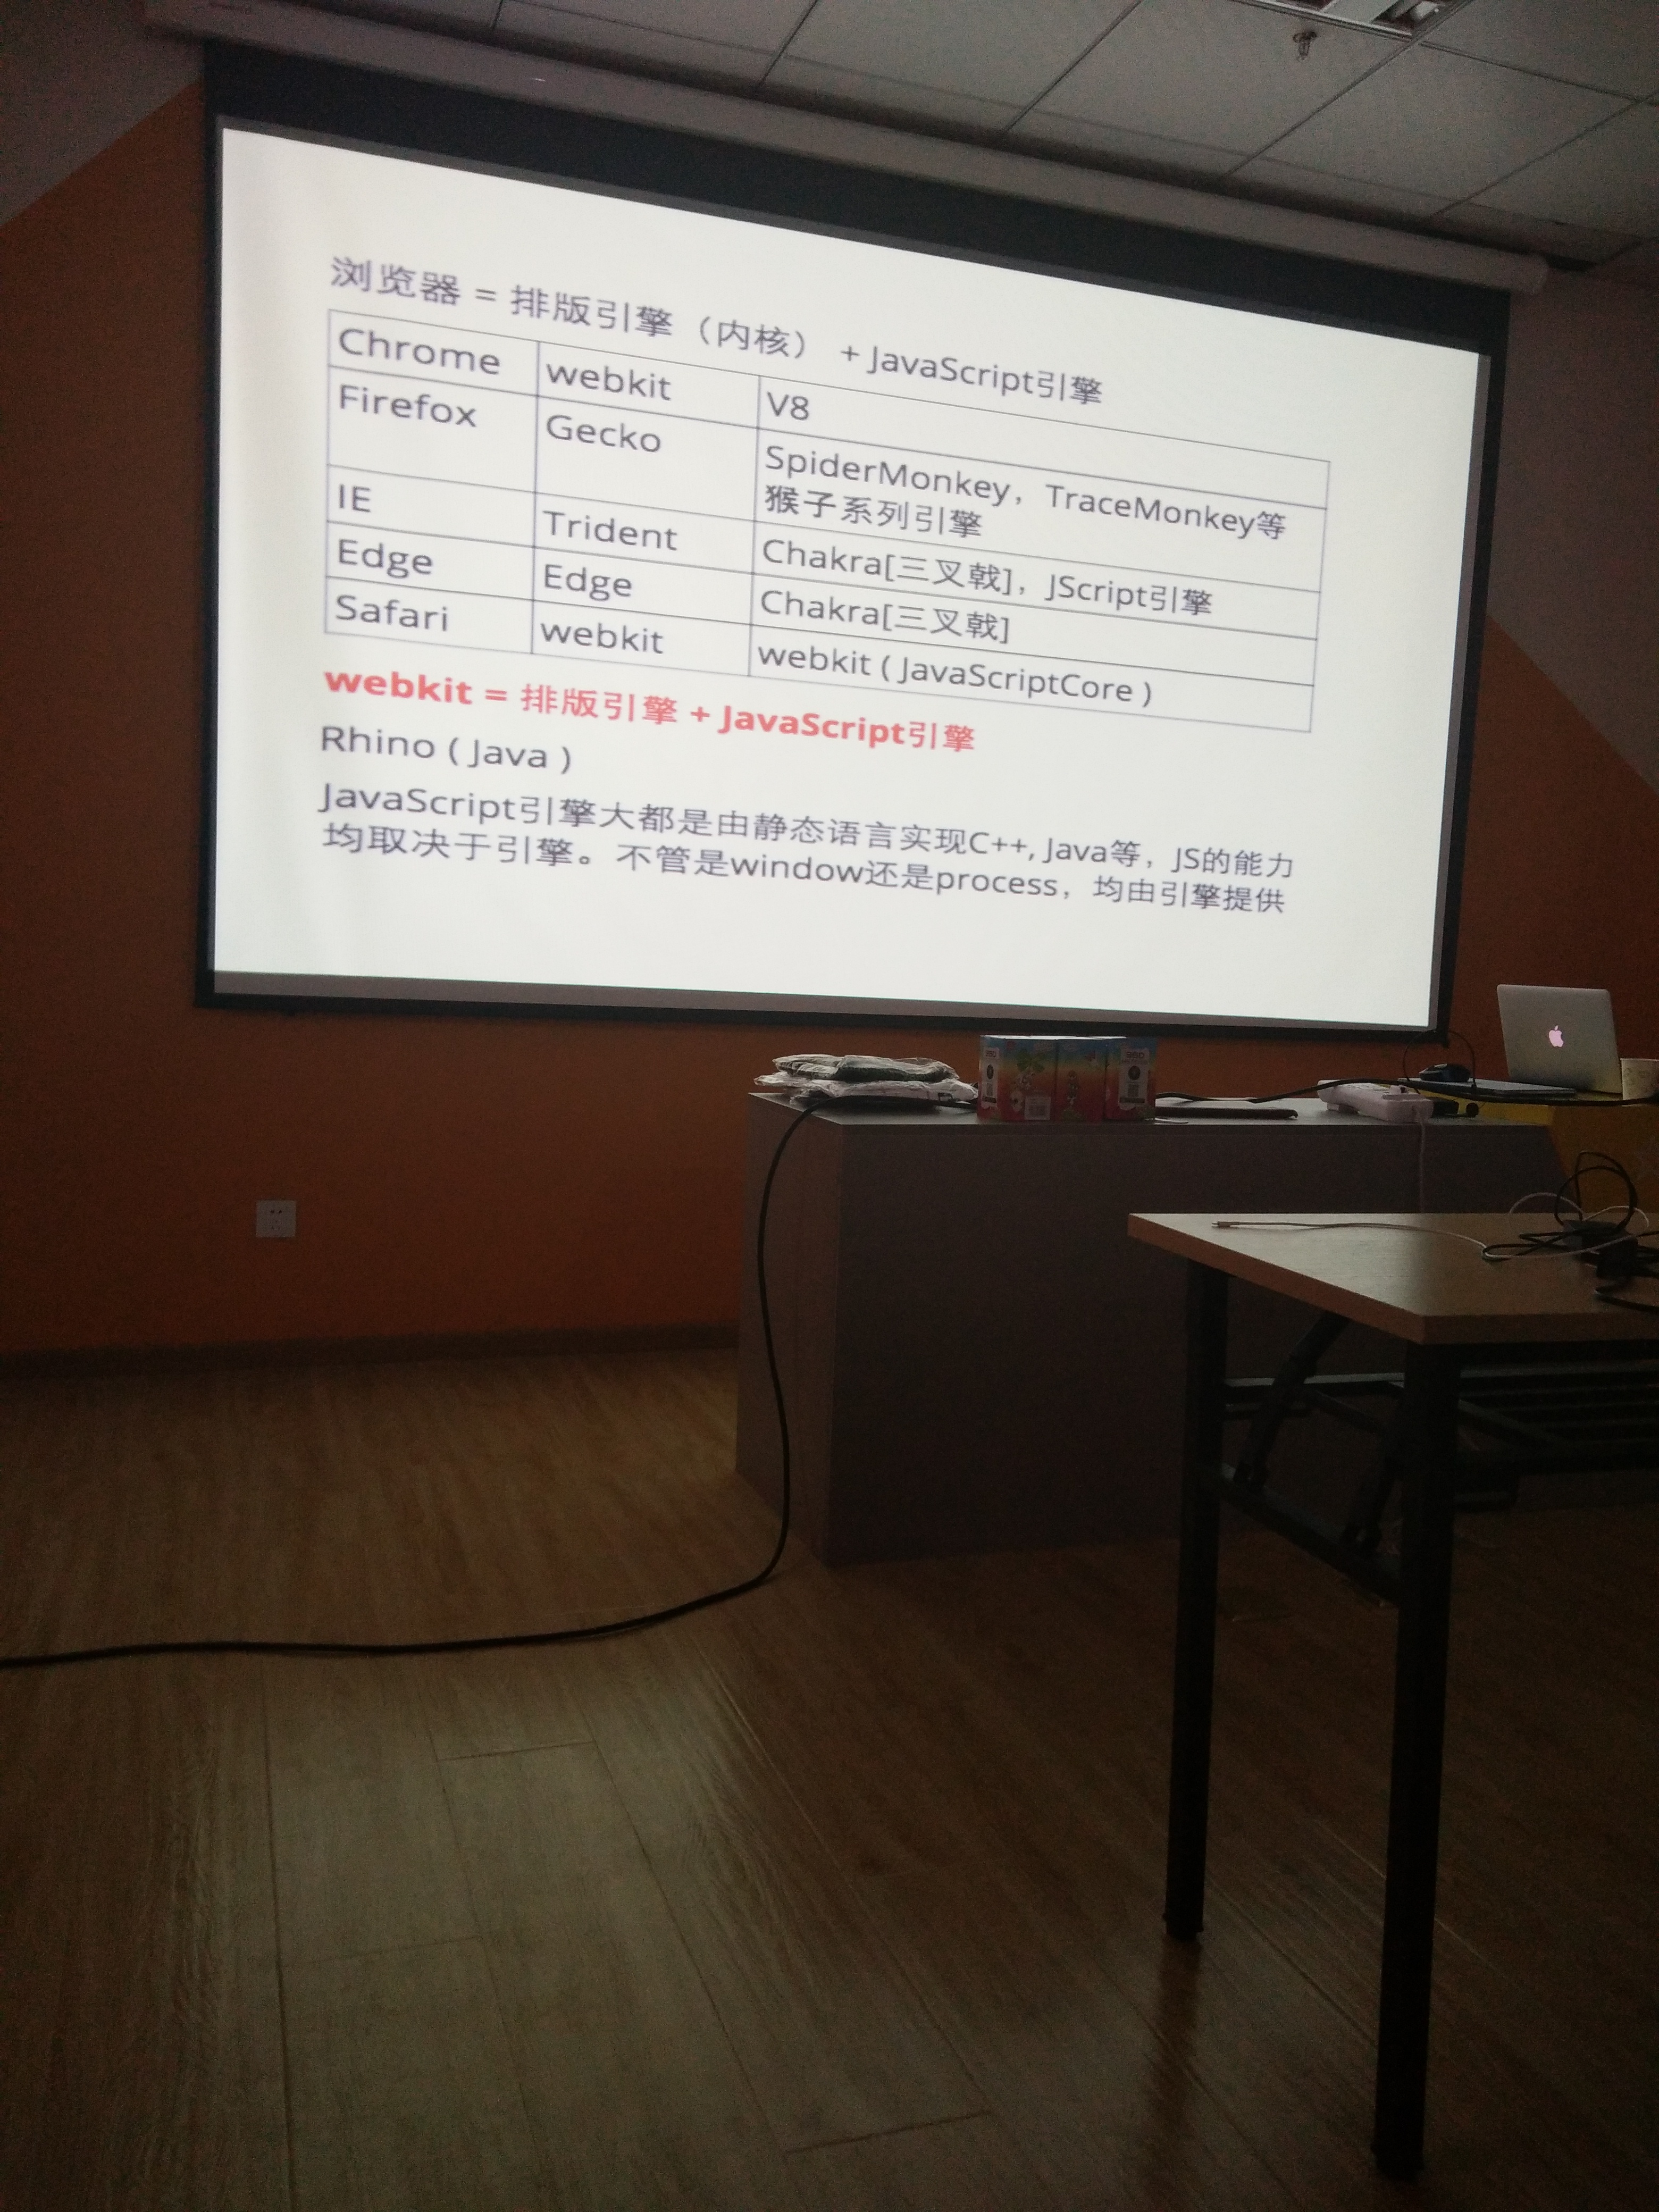 浏览器 = 排版引擎（内核） + JavaScript引擎
Chrome webkit V8
Firefox Gecko SpiderMonkey，TraceMonkey等
猴子系列引擎
IE Trident Chakra[三叉戟]，JScript引擎
Edge Edge Chakra[三叉戟]
Safari webkit webkit ( JavaScriptCore )
webkit = 排版引擎 + JavaScript引擎
Rhino ( Java )
JavaScript引擎大都是由静态语言实现C++, Java等，JS的能力
均取决于引擎。不管是window还是process，均由引擎提供